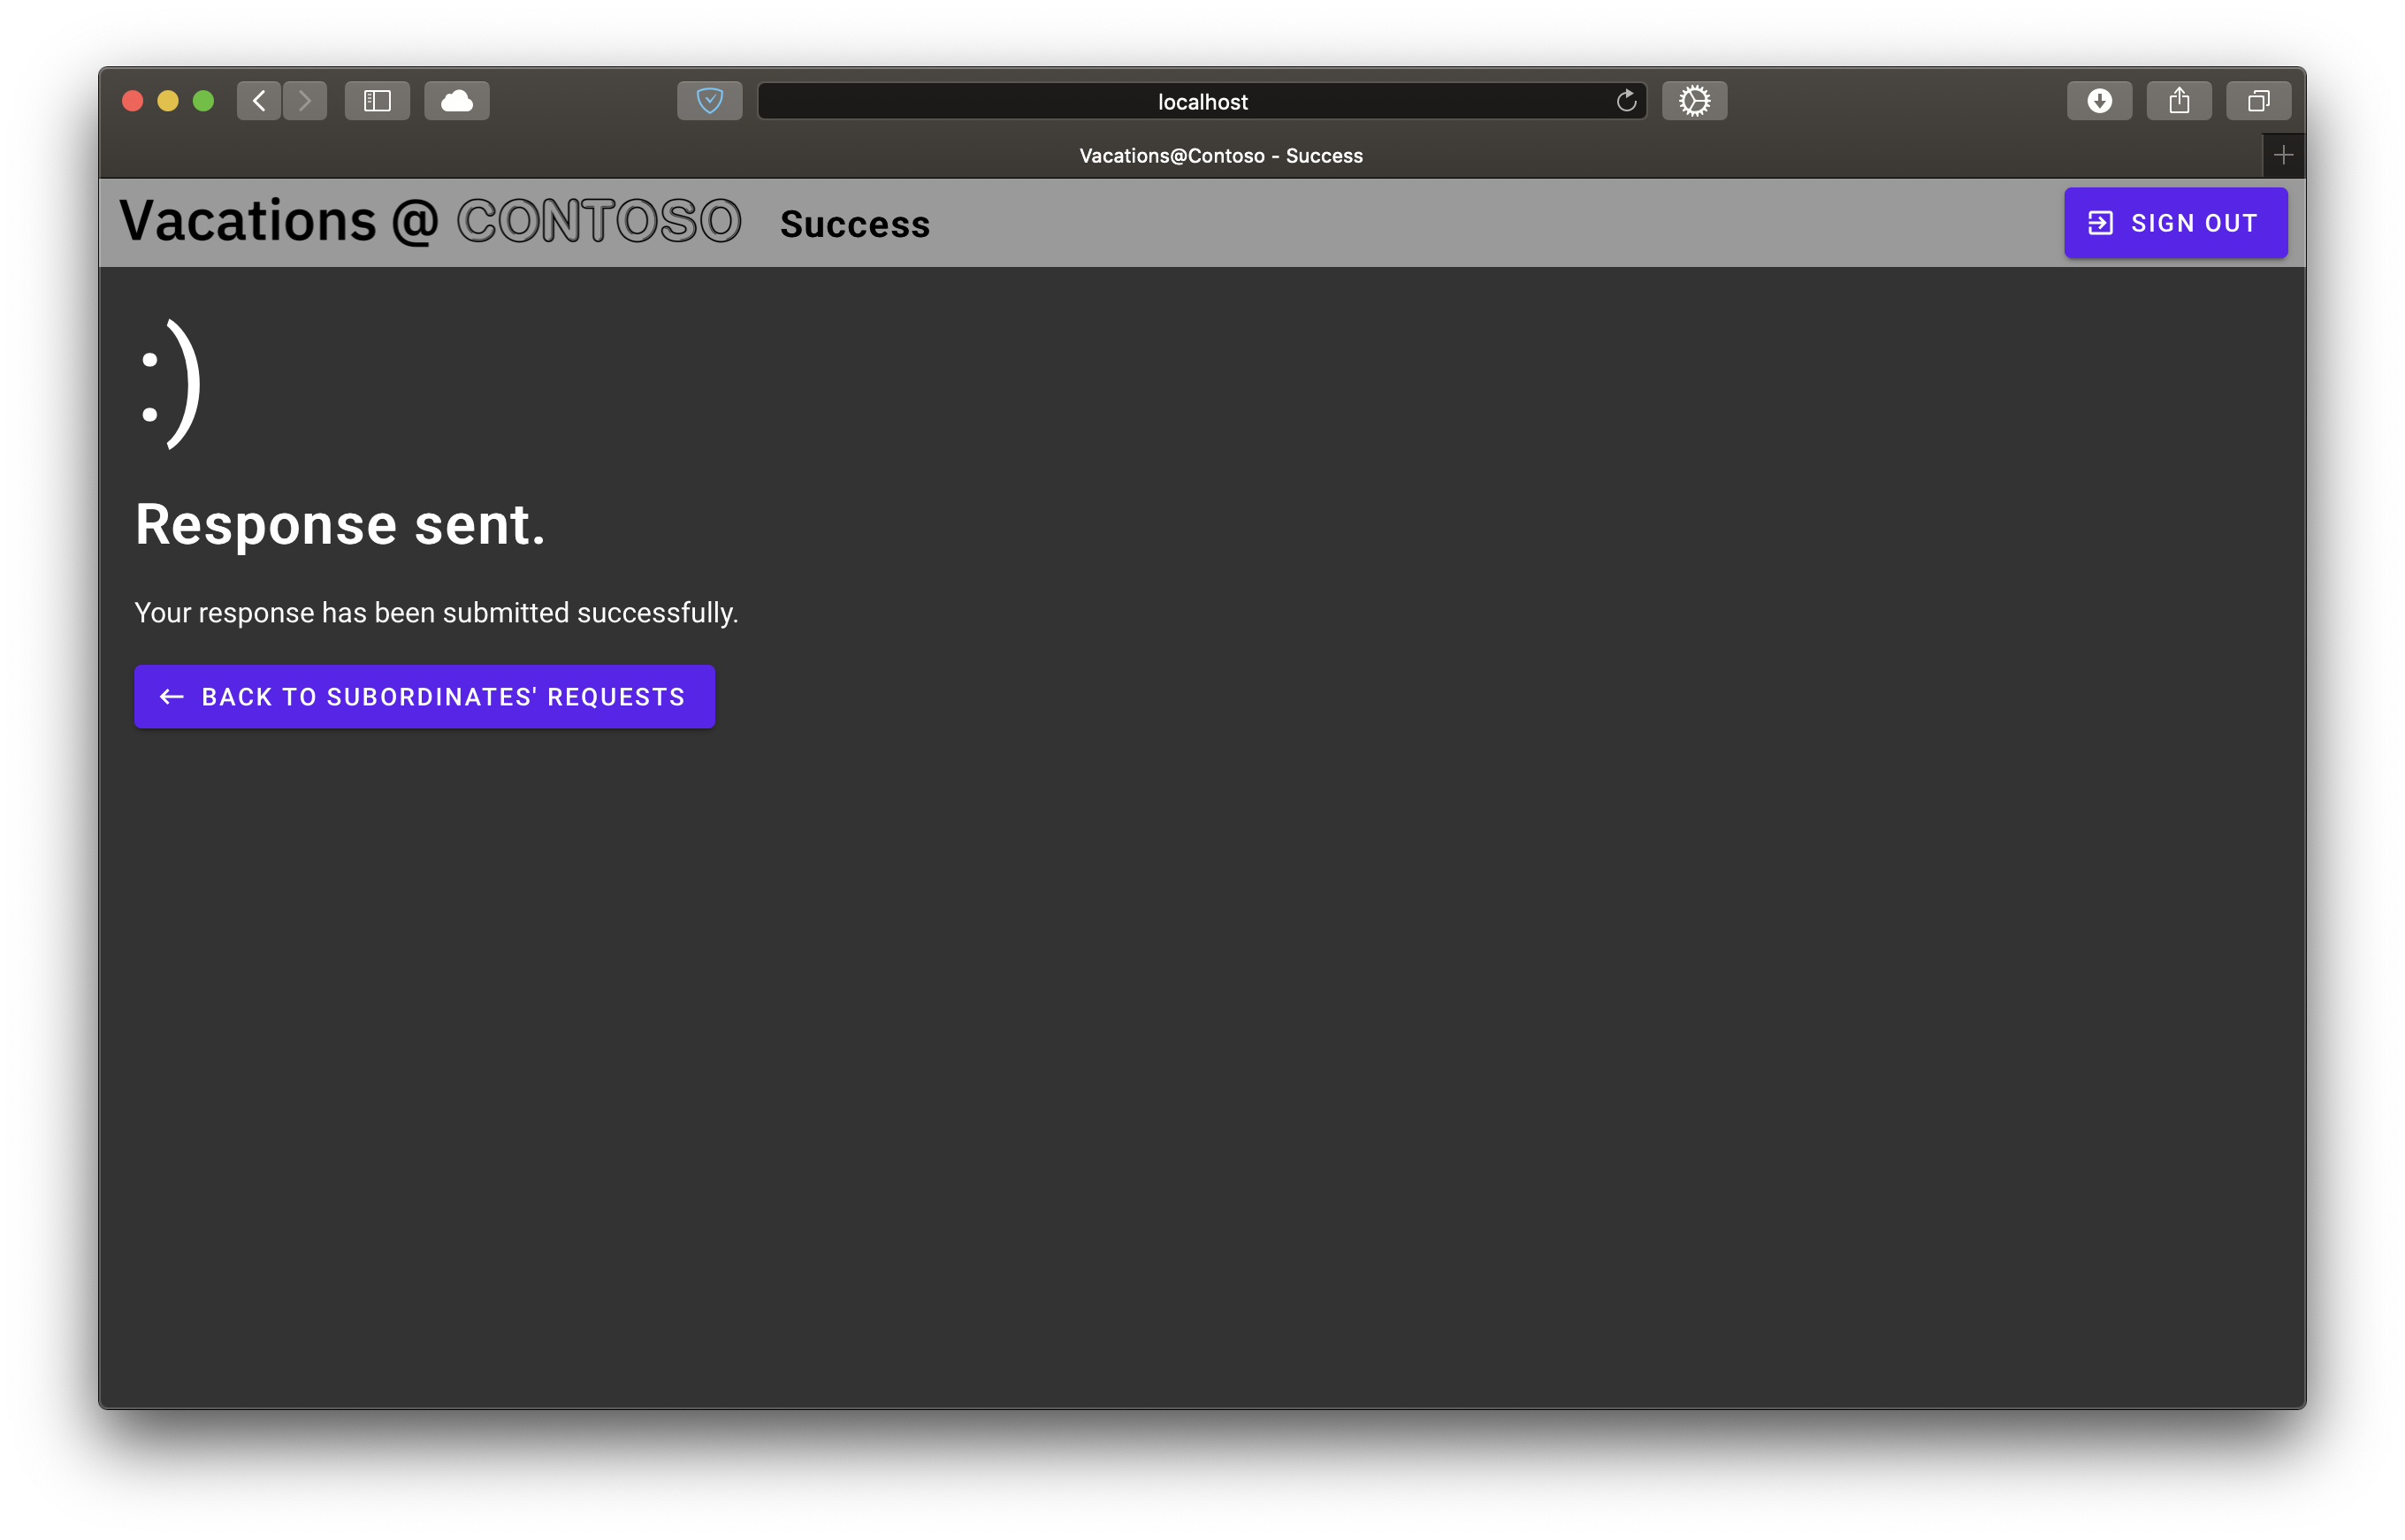 localhost
Vacations@Contoso - Success
Vacations @ CONTOSO Success
SIGN OUT
:)
Response sent.
Your response has been submitted successfully.
BACK TO SUBORDINATES' REQUESTS